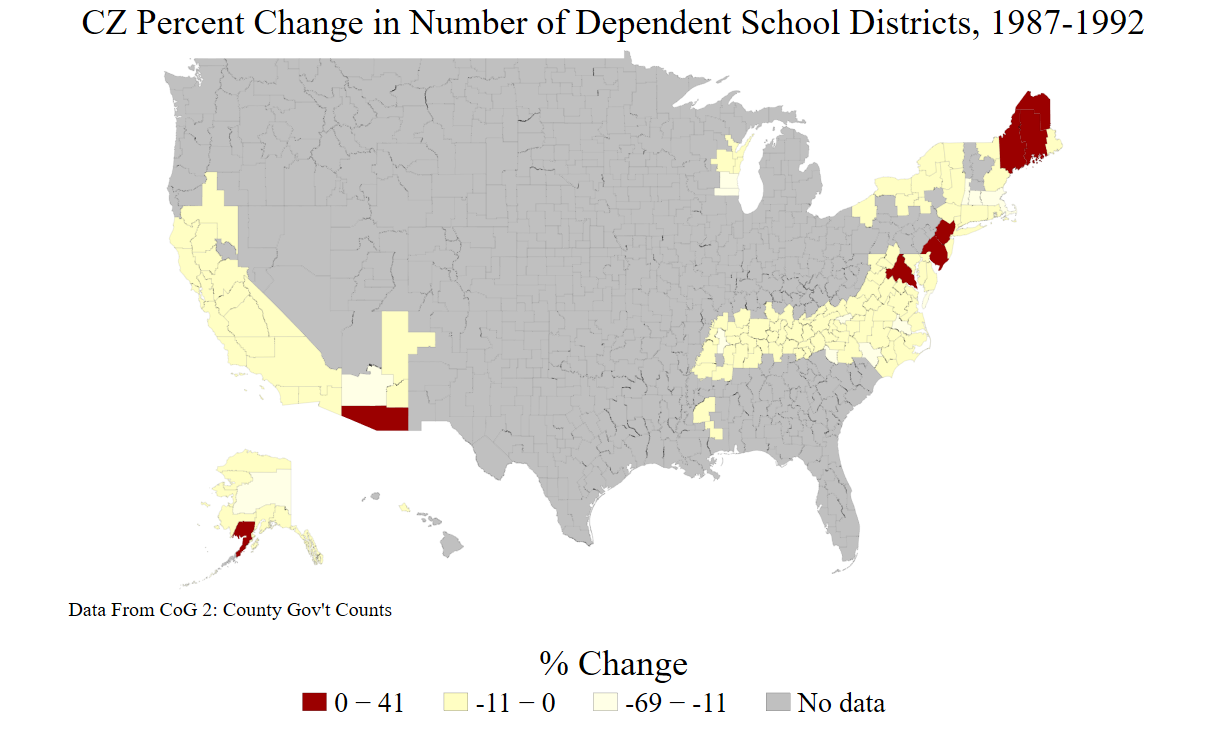 CZ Percent Change in Number of Dependent School Districts, 1987-1992
Data From CoG 2: County Gov't Counts
% Change
0 − 41
-11 − 0
-69 − -11
No data